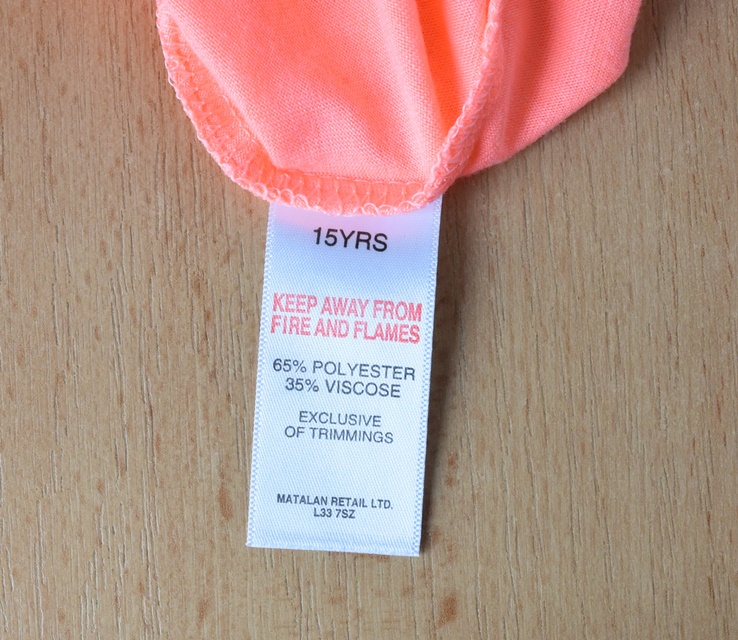 15YRS
KEEP AWAY FROM
FIRE AND FLAMES
65% POLYESTER
35% VISCOSE
EXCLUSIVE
OF TRIMMINGS
MATALAN RETAIL LTD.
L33 7SZ